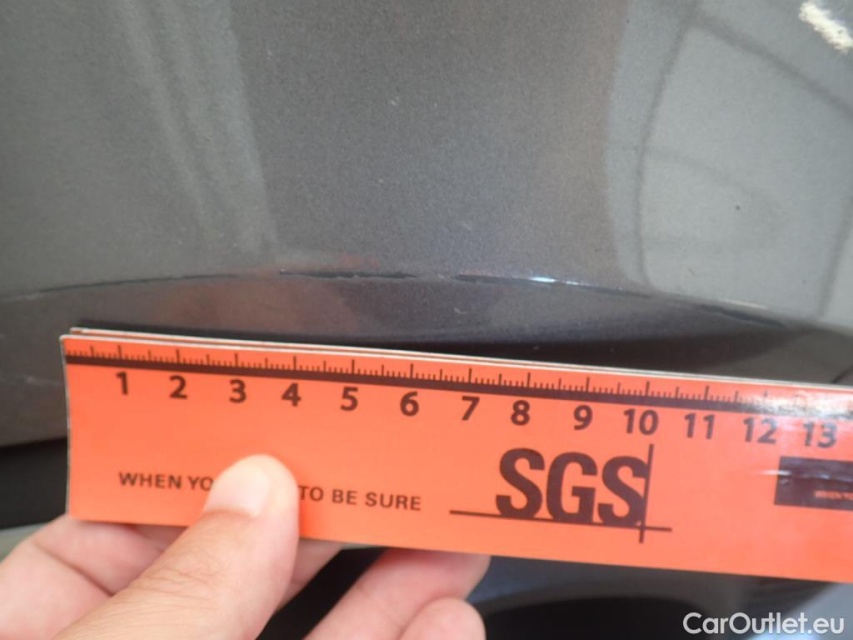 1 2 3 4 5 6 7 8 9 10 11 12 13
SGS
WHEN YO TO BE SURE
CarOutlet.eu